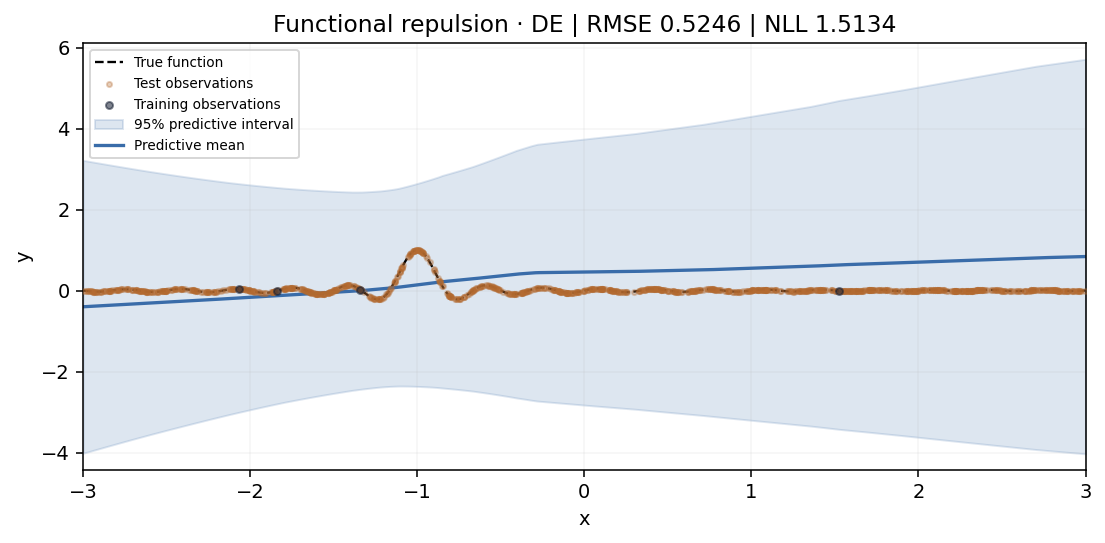 Functional repulsion · DE | RMSE 0.5246 | NLL 1.5134
True function
Test observations
Training observations
95% predictive interval
Predictive mean
6
4
2
0
−2
−4
y
−3
−2
−1
0
1
2
3
x